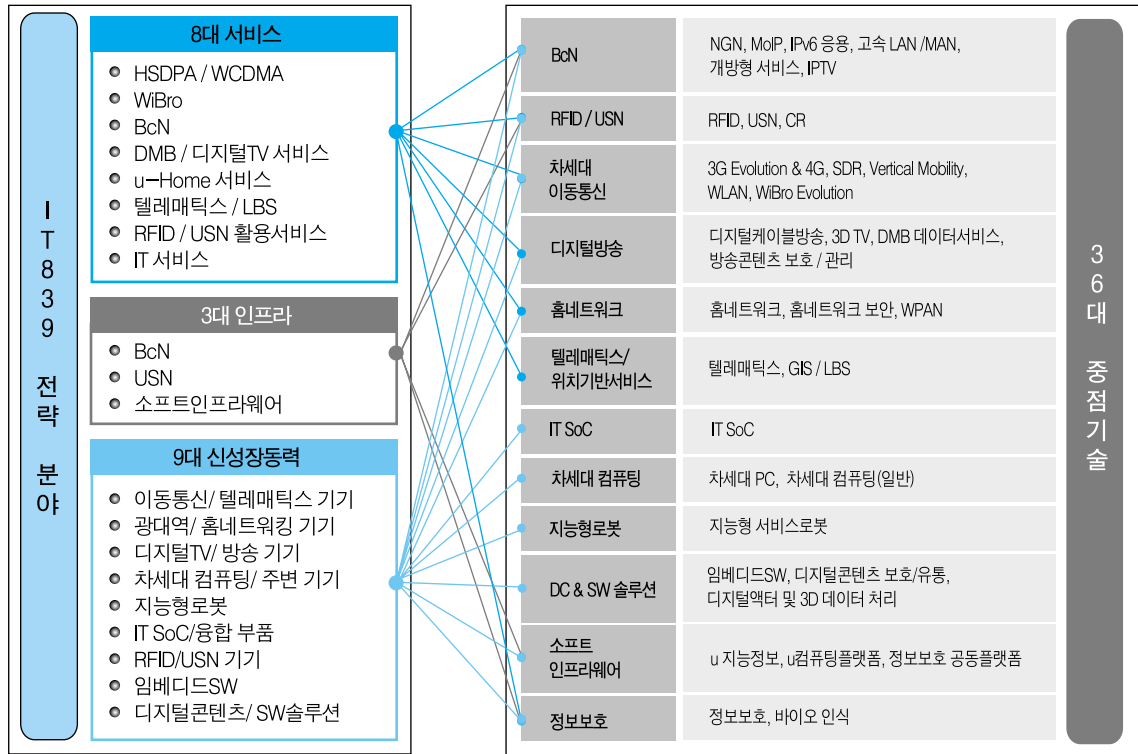 IT839 전략 분야
8대 서비스
HSDPA / WCDMA
WiBro
BcN
DMB / 디지털TV 서비스
u-Home 서비스
텔레매틱스 / LBS
RFID / USN 활용서비스
IT 서비스
3대 인프라
BcN
USN
소프트인프라웨어
9대 신성장동력
이동통신/ 텔레매틱스 기기
광대역/ 홈네트워킹 기기
디지털TV/ 방송 기기
차세대 컴퓨팅/ 주변 기기
지능형로봇
IT SoC/융합 부품
RFID/USN 기기
임베디드SW
디지털콘텐츠/ SW솔루션
BcN
NGN, MoIP, IPv6 응용, 고속 LAN /MAN,
개방형 서비스, IPTV
RFID / USN
RFID, USN, CR
차세대
이동통신
3G Evolution & 4G, SDR, Vertical Mobility,
WLAN, WiBro Evolution
디지털방송
디지털케이블방송, 3D TV, DMB 데이터서비스,
방송콘텐츠 보호 / 관리
홈네트워크
홈네트워크, 홈네트워크 보안, WPAN
텔레매틱스/
위치기반서비스
텔레매틱스, GIS / LBS
IT SoC
IT SoC
차세대 컴퓨팅
차세대 PC, 차세대 컴퓨팅(일반)
지능형로봇
지능형 서비스로봇
DC & SW 솔루션
임베디드SW, 디지털콘텐츠 보호/유통,
디지털액터 및 3D 데이터 처리
소프트
인프라웨어
u 지능정보, u컴퓨팅플랫폼, 정보보호 공동플랫폼
정보보호
정보보호, 바이오 인식
36대 중점기술